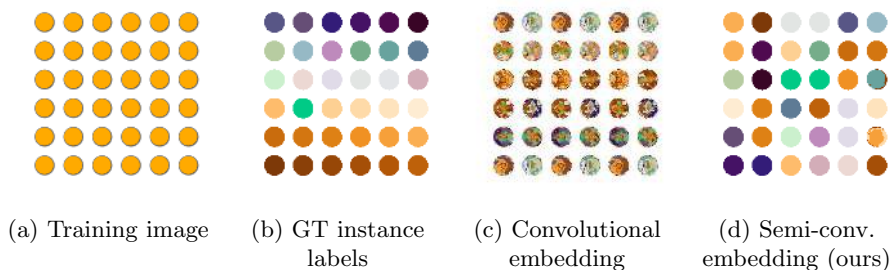 (a) Training image
(b) GT instance
labels
(c) Convolutional
embedding
(d) Semi-conv.
embedding (ours)